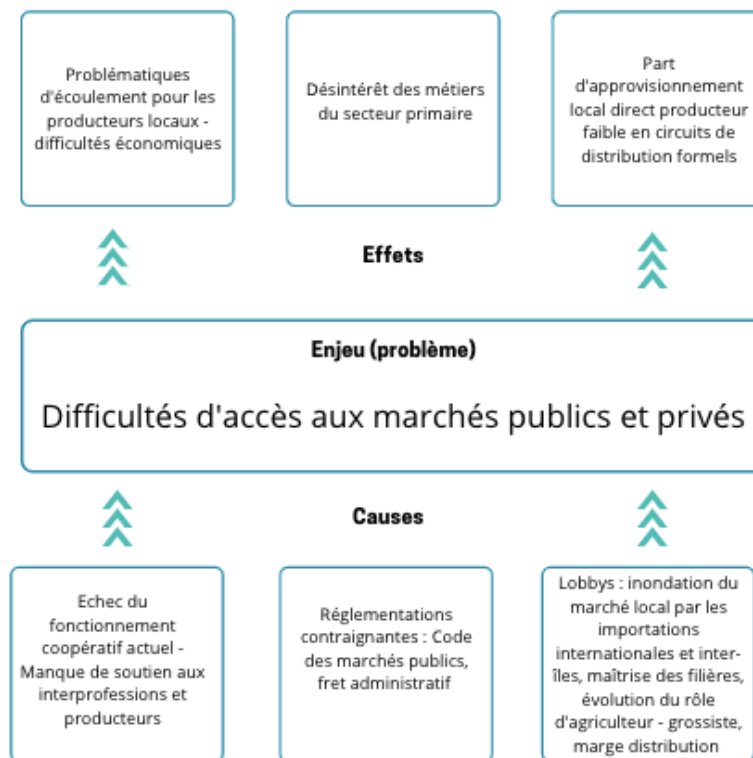 Problématiques
d'écoulement pour les
producteurs locaux -
difficultés économiques
Désintérêt des métiers
du secteur primaire
Part
d'approvisionnement
local direct producteur
faible en circuits de
distribution formels
Effets
Enjeu (problème)
Difficultés d'accès aux marchés publics et privés
Causes
Echec du
fonctionnement
coopératif actuel -
Manque de soutien aux
interprofessions et
producteurs
Réglementations
contraignantes : Code
des marchés publics,
fret administratif
Lobbys : inondation du
marché local par les
importations
internationales et inter-
îles, maîtrise des filières,
évolution du rôle
d'agriculteur - grossiste,
marge distribution